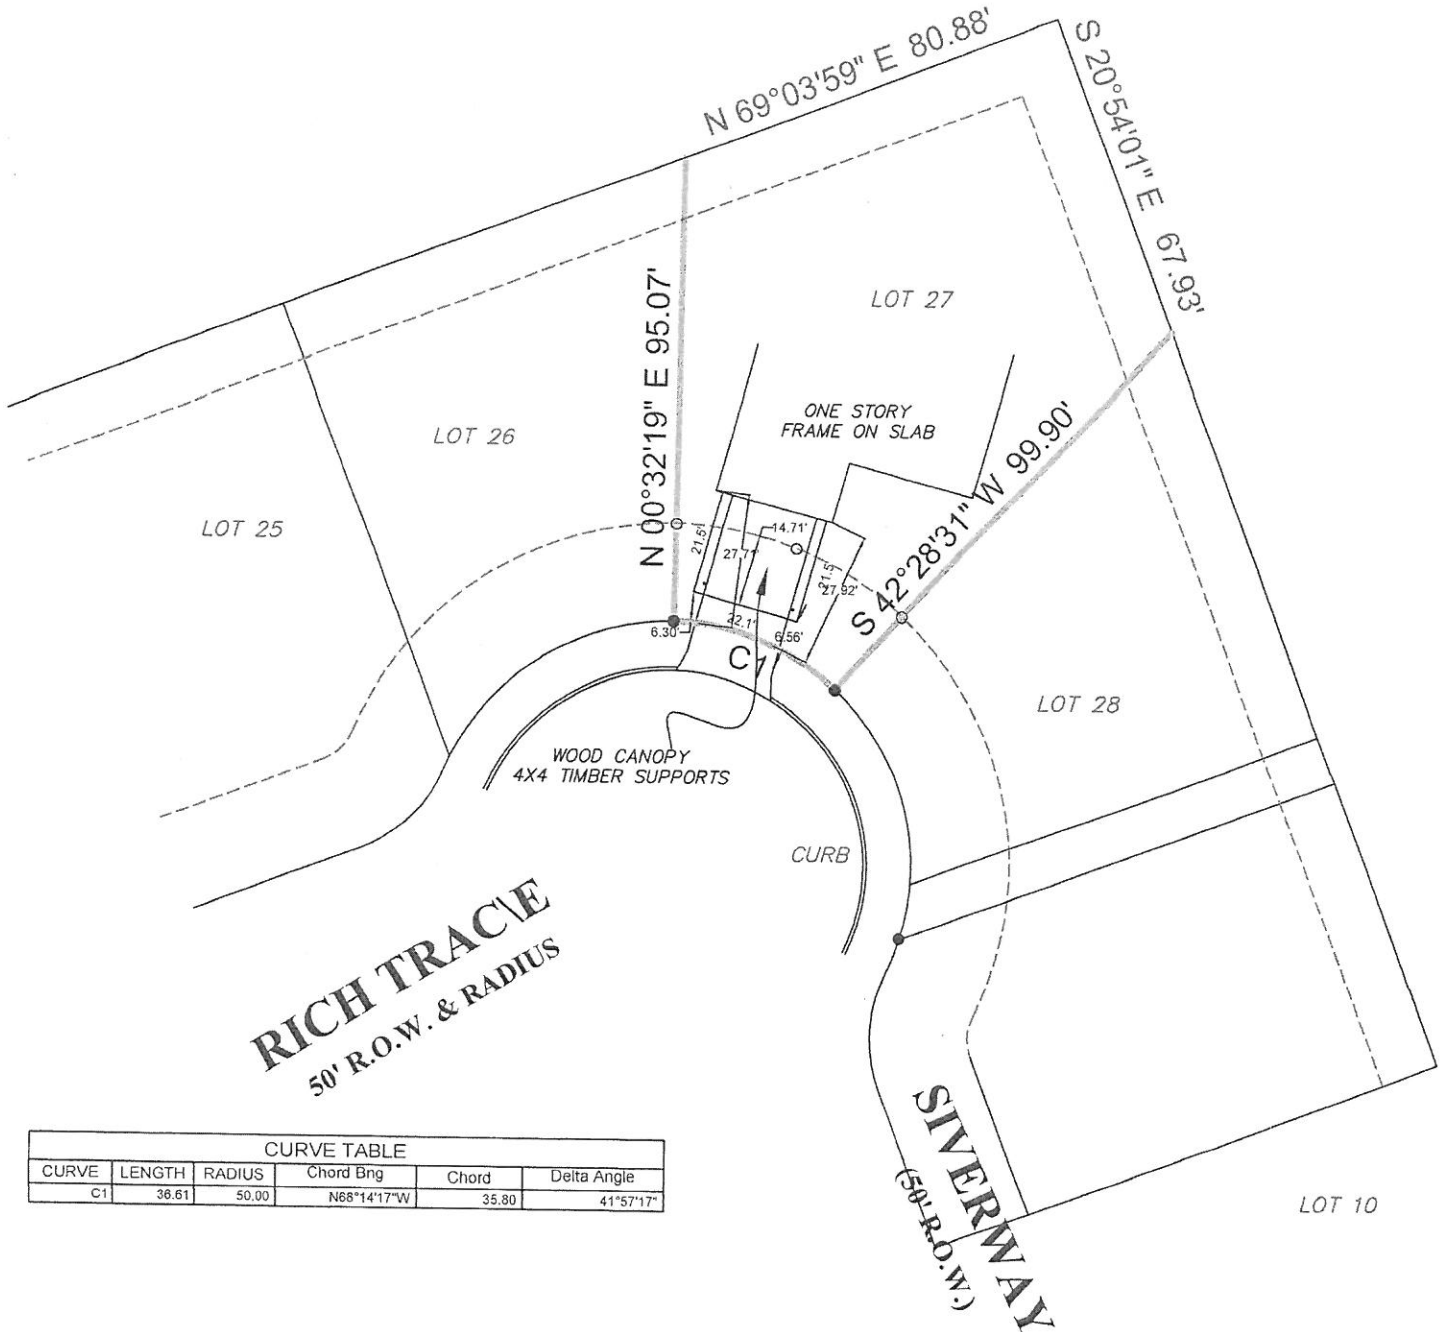 N 69°03'59" E 80.88'
S 20°54'01" E 67.93'
LOT 27
N 00°32'19" E 95.07'
ONE STORY
FRAME ON SLAB
LOT 26
S 42°28'31" W 99.90'
LOT 25
14.71'
21.5'
27.71'
21.5'
27.92'
22.1'
6.30'
6.56'
C1
LOT 28
WOOD CANOPY
4X4 TIMBER SUPPORTS
CURB
RICH TRAC\E
50' R.O.W. & RADIUS
SIVERWAY
(50' R.O.W.)
CURVE TABLE
CURVE LENGTH RADIUS Chord Bng Chord Delta Angle
C1 36.61 50.00 N68°14'17"W 35.80 41°57'17"
LOT 10